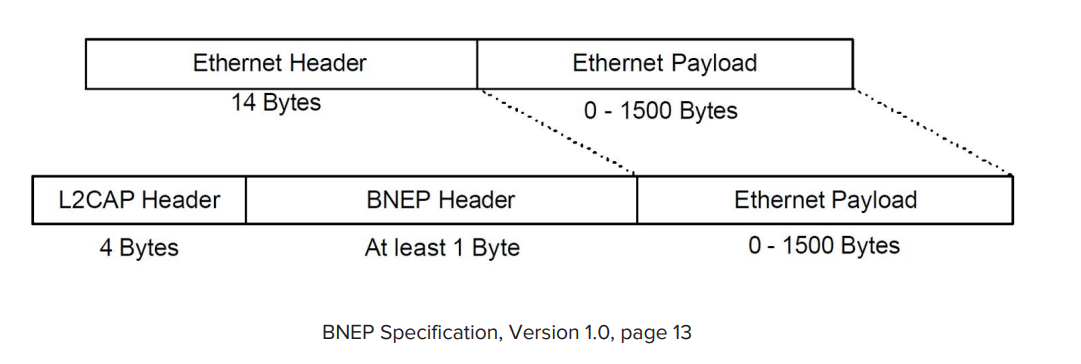 Ethernet Header
Ethernet Payload
14 Bytes
0 - 1500 Bytes
L2CAP Header
BNEP Header
Ethernet Payload
4 Bytes
At least 1 Byte
0 - 1500 Bytes
BNEP Specification, Version 1.0, page 13